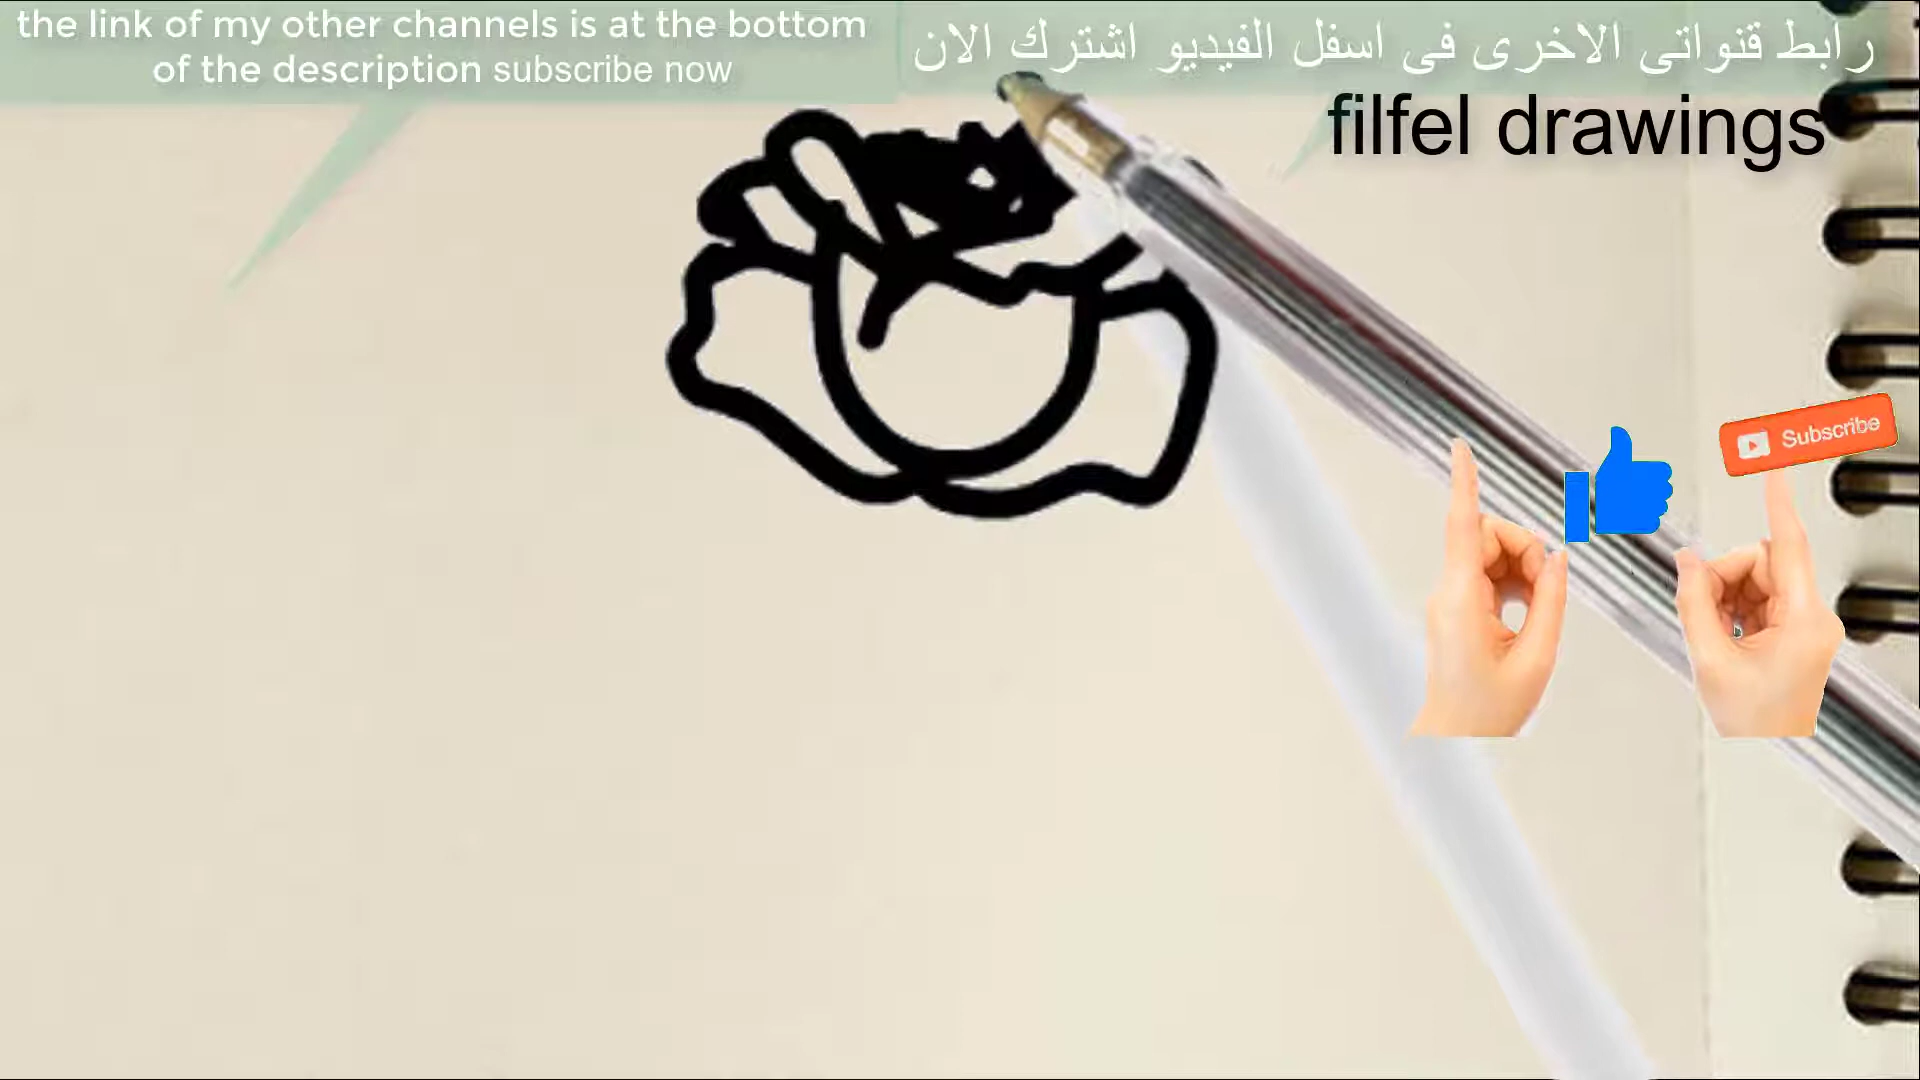 the link of my other channels is at the bottom
of the description subscribe now
رابط قنواتى الاخرى فى اسفل الفيديو اشترك الان
filfel drawings
Subscribe